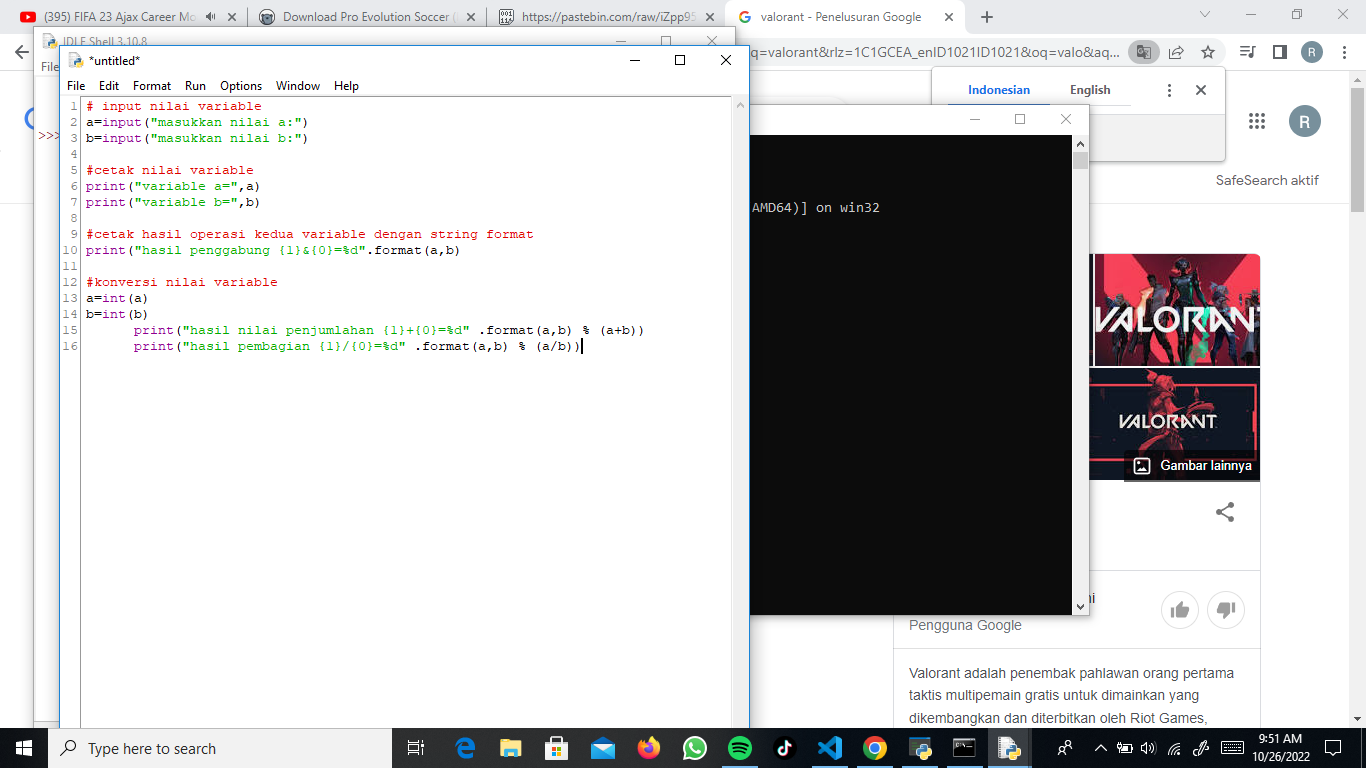 (395) FIFA 23 Ajax Career Mo
Download Pro Evolution Soccer (
https://pastebin.com/raw/iZpp95
valorant - Penelusuran Google
IDLE Shell 3.10.8
File
>>>
q=valorant&rlz=1C1GCEA_enID1021ID1021&oq=valo&aq...
R
*untitled*
File Edit Format Run Options Window Help
1 # input nilai variable
2 a=input("masukkan nilai a:")
3 b=input("masukkan nilai b:")
4
5 #cetak nilai variable
6 print("variable a=",a)
7 print("variable b=",b)
8
9 #cetak hasil operasi kedua variable dengan string format
10 print("hasil penggabung {1}&{0}=%d".format(a,b)
11
12 #konversi nilai variable
13 a=int(a)
14 b=int(b)
15 print("hasil nilai penjumlahan {1}+{0}=%d" .format(a,b) % (a+b))
16 print("hasil pembagian {1}/{0}=%d" .format(a,b) % (a/b))
Indonesian English
R
AMD64)] on win32
SafeSearch aktif
VALORANT
VALORANT
Gambar lainnya
Pengguna Google
Valorant adalah penembak pahlawan orang pertama
taktis multipemain gratis untuk dimainkan yang
dikembangkan dan diterbitkan oleh Riot Games,
Type here to search
9:51 AM
10/26/2022